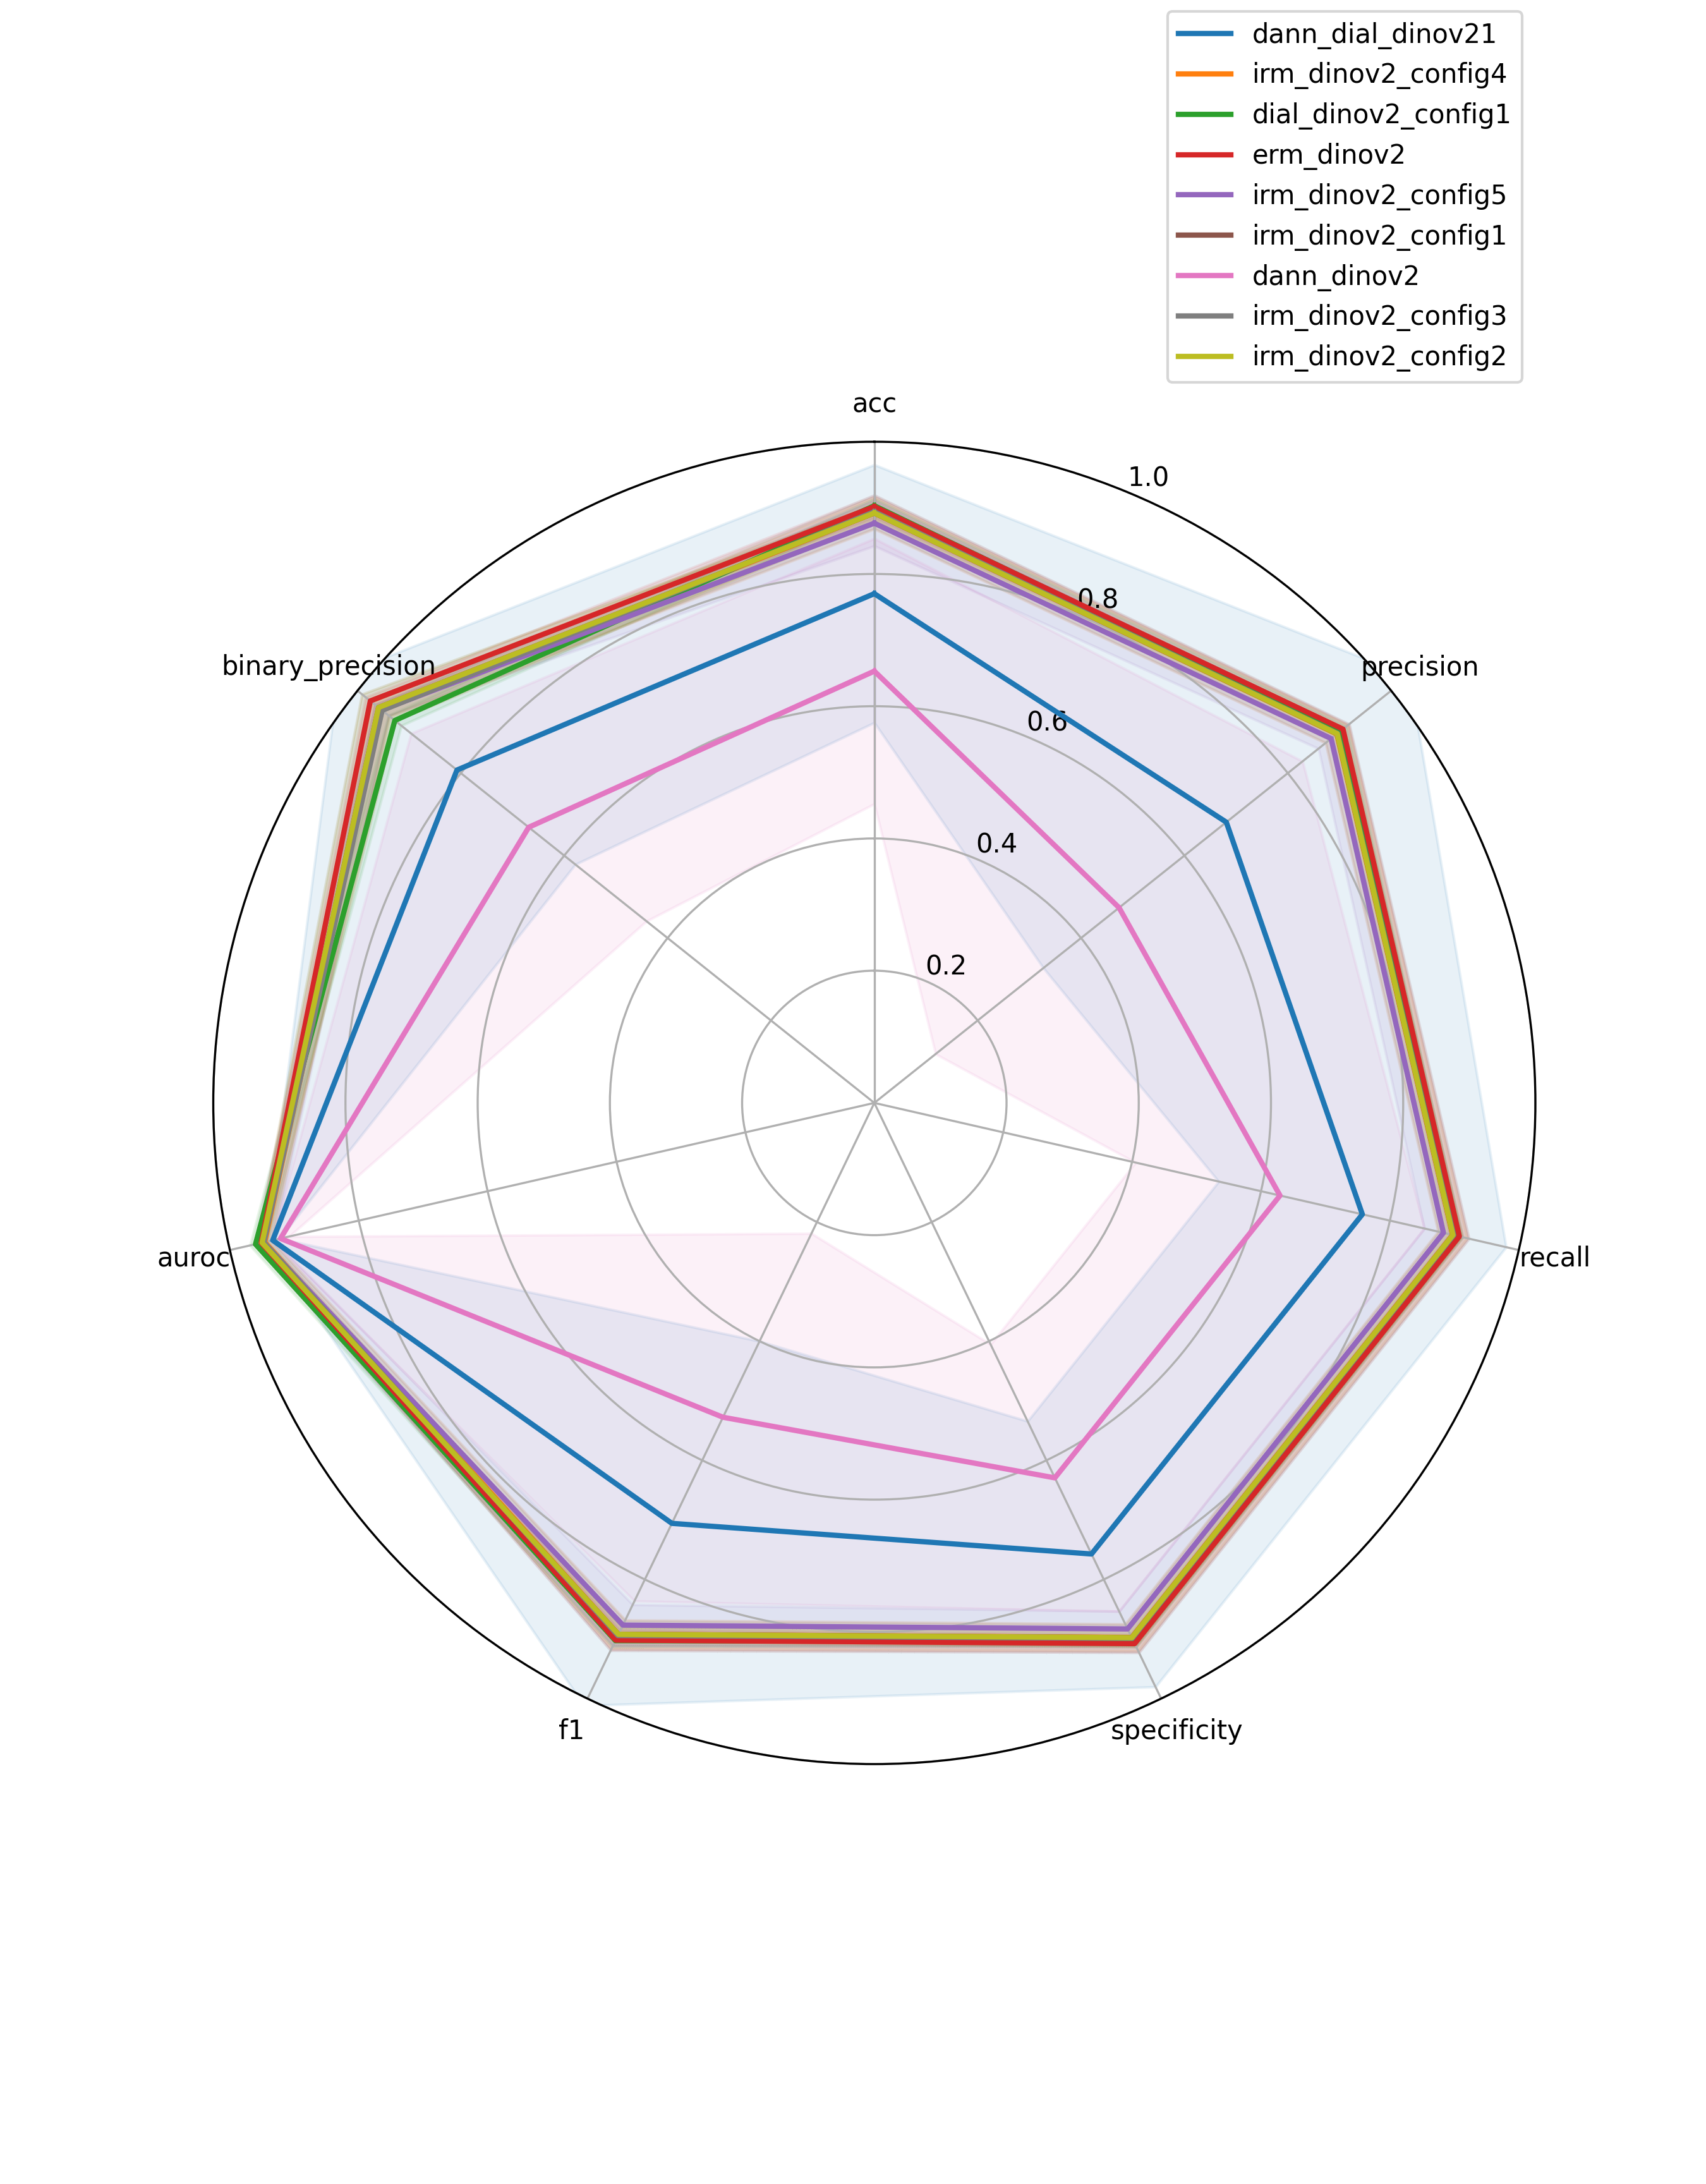 dann_dial_dinov21
irm_dinov2_config4
dial_dinov2_config1
erm_dinov2
irm_dinov2_config5
irm_dinov2_config1
dann_dinov2
irm_dinov2_config3
irm_dinov2_config2
acc
1.0
0.8
binary_precision
precision
0.6
0.4
0.2
auroc
recall
f1
specificity